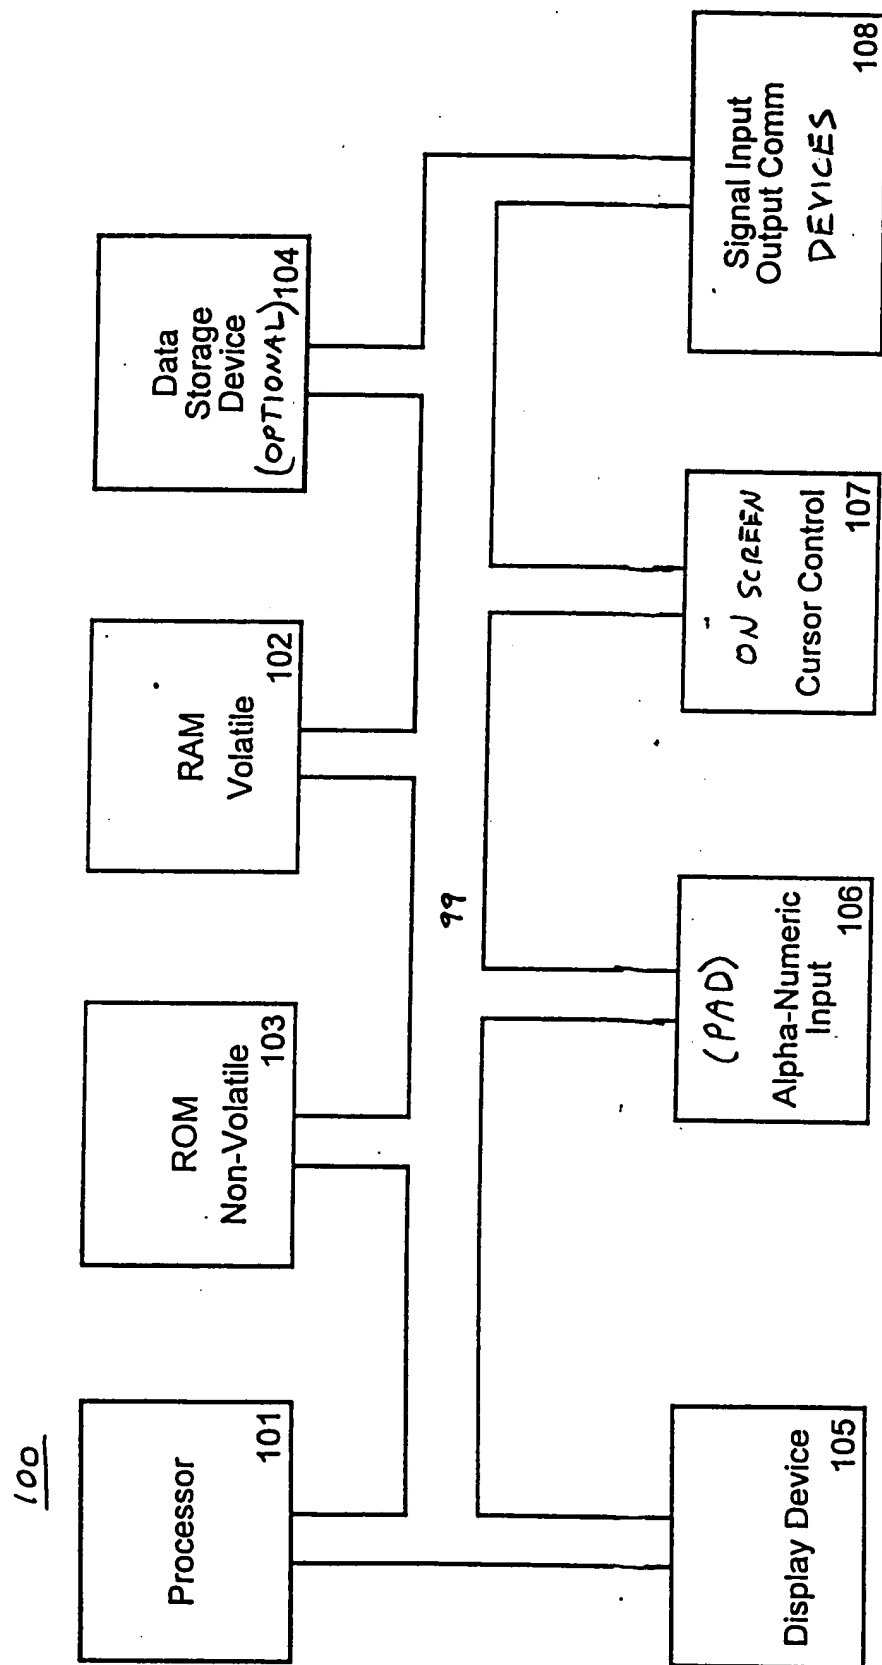 100
Processor
101
ROM
Non-Volatile
103
RAM
Volatile
102
Data
Storage
Device
(OPTIONAL)
104
99
Display Device
105
(PAD)
Alpha-Numeric
Input
106
ON SCREEN
Cursor Control
107
Signal Input
Output Comm
DEVICES
108